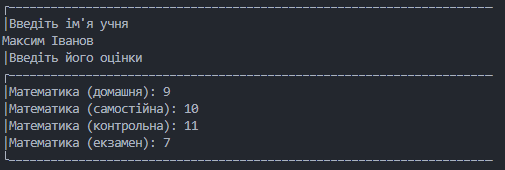 Введіть ім'я учня
Максим Іванов
Введіть його оцінки
Математика (домашня): 9
Математика (самостійна): 10
Математика (контрольна): 11
Математика (екзамен): 7